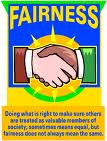 FAIRNESS
Doing what is right to make sure others
are treated as valuable members of
society; sometimes means equal, but
fairness does not always mean the same.